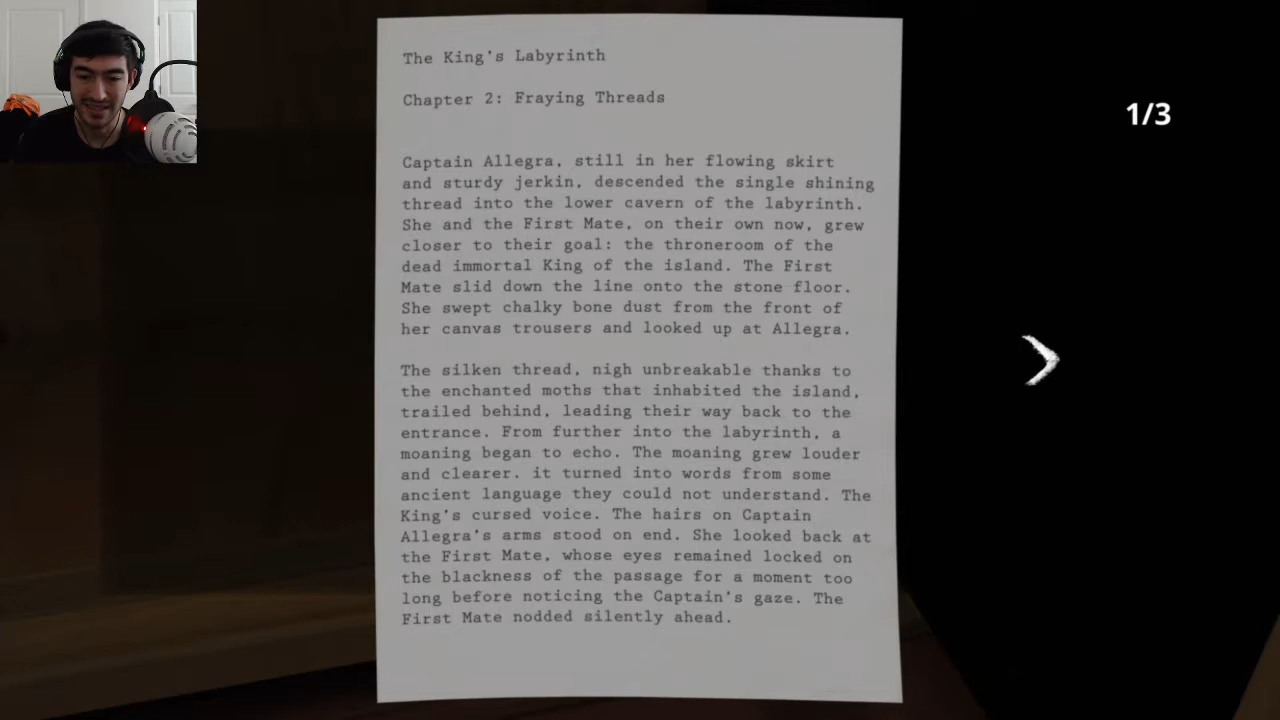 The King's Labyrinth
Chapter 2: Fraying Threads
1/3
Captain Allegra, still in her flowing skirt
and sturdy jerkin, descended the single shining
thread into the lower cavern of the labyrinth.
She and the First Mate, on their own now, grew
closer to their goal: the throneroom of the
dead immortal King of the island. The First
Mate slid down the line onto the stone floor.
She swept chalky bone dust from the front of
her canvas trousers and looked up at Allegra.
The silken thread, nigh unbreakable thanks to
the enchanted moths that inhabited the island,
trailed behind, leading their way back to the
entrance. From further into the labyrinth, a
moaning began to echo. The moaning grew louder
and clearer. it turned into words from some
ancient language they could not understand. The
King's cursed voice. The hairs on Captain
Allegra's arms stood on end. She looked back at
the First Mate, whose eyes remained locked on
the blackness of the passage for a moment too
long before noticing the Captain's gaze. The
First Mate nodded silently ahead.